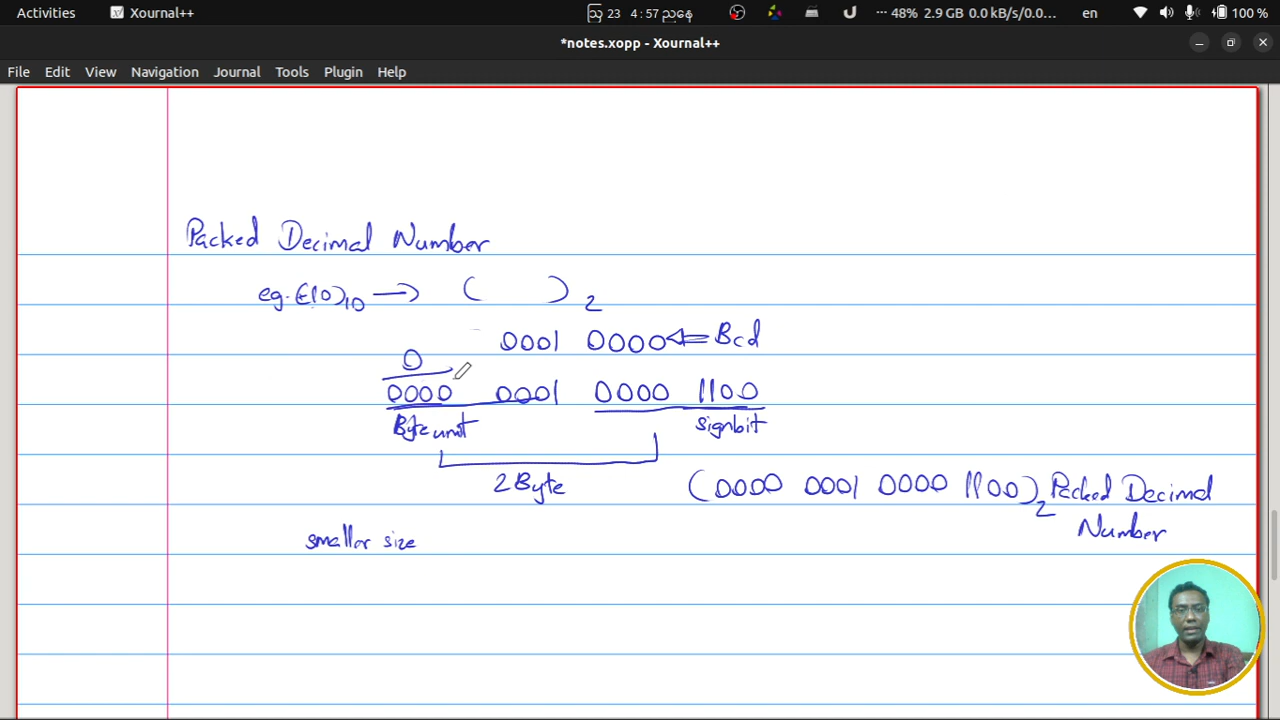 Activities Xournal++ ဩ 23 4 : 57 ညနေ ··· 48% 2.9 GB 0.0 kB/s/0.0... en 100 %
*notes.xopp - Xournal++
File Edit View Navigation Journal Tools Plugin Help
Packed Decimal Number
eg. (+10)10 → ( )2
0001 0000 ⇐ Bcd
0
0000 0001 0000 1100
Byte unit signbit
2 Byte
(0000 0001 0000 1100)2 Packed Decimal
Number
smaller size